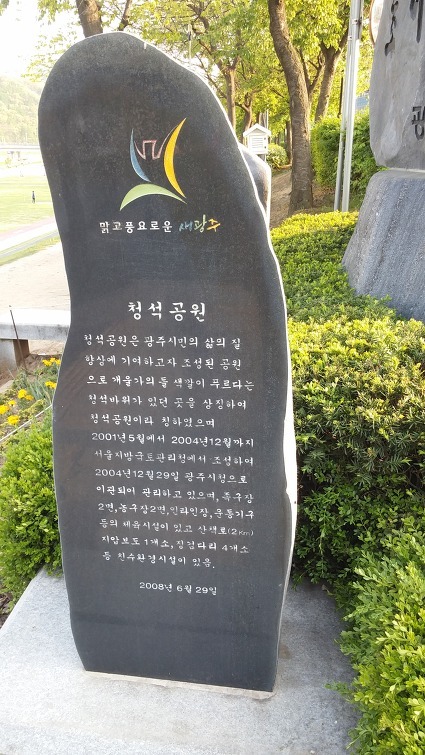 맑고풍요로운 새광주
청석공원
청석공원은 광주시민의 삶의 질
향상에 기여하고자 조성된 공원
으로 개울가의 돌 색깔이 푸르다는
청석바위가 있던 곳을 상징하여
청석공원이라 칭하였으며
2001년5월에서 2004년12월까지
서울지방국토관리청에서 조성하여
2004년12월29일 광주시청으로
이관되어 관리하고 있으며, 족구장
2면,농구장2면,인라인장,운동기구
등의 체육시설이 있고 산책로(2Km)
지압보도 1개소, 징검다리 4개소
등 친수환경시설이 있음.
2008년 6월 29일